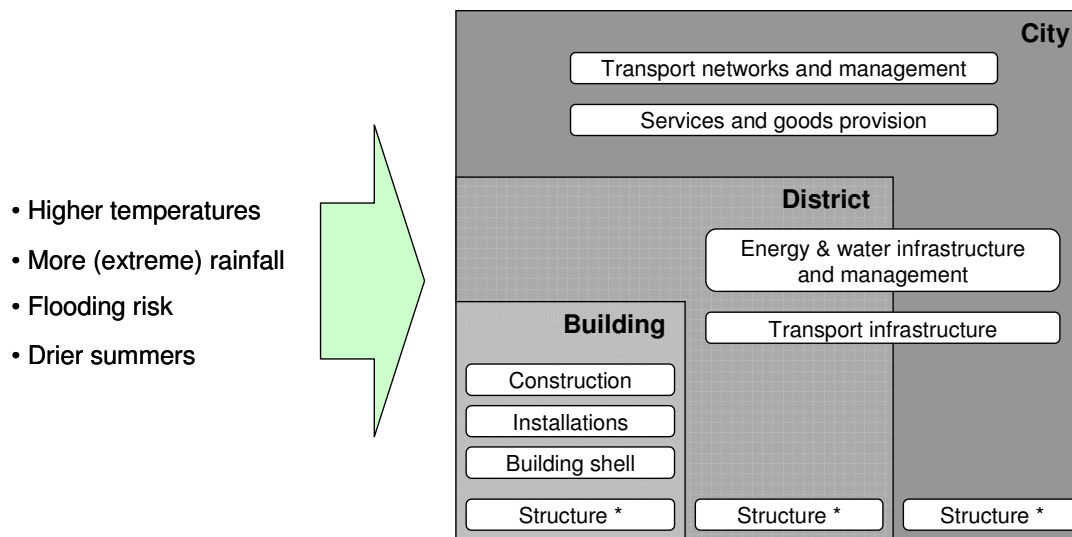 City
Transport networks and management
Services and goods provision
• Higher temperatures
• More (extreme) rainfall
• Flooding risk
• Drier summers
District
Energy & water infrastructure
and management
Transport infrastructure
Building
Construction
Installations
Building shell
Structure *
Structure *
Structure *